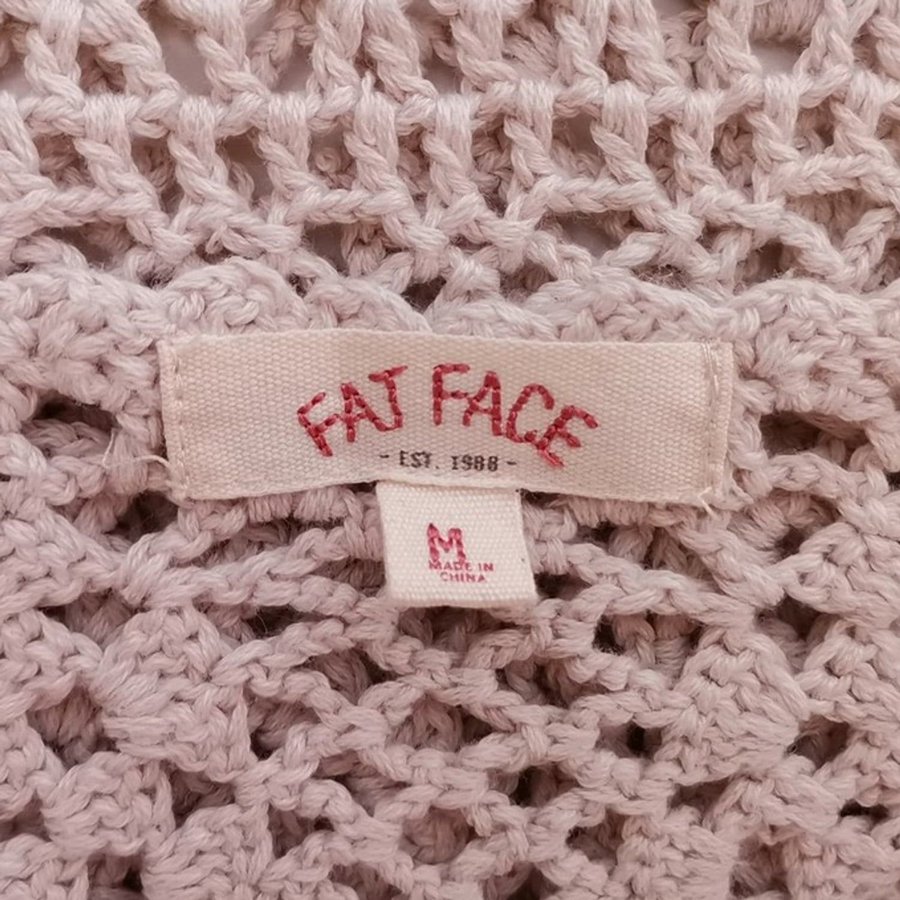 FAT FACE
- EST. 1988 -
M
MADE IN
CHINA